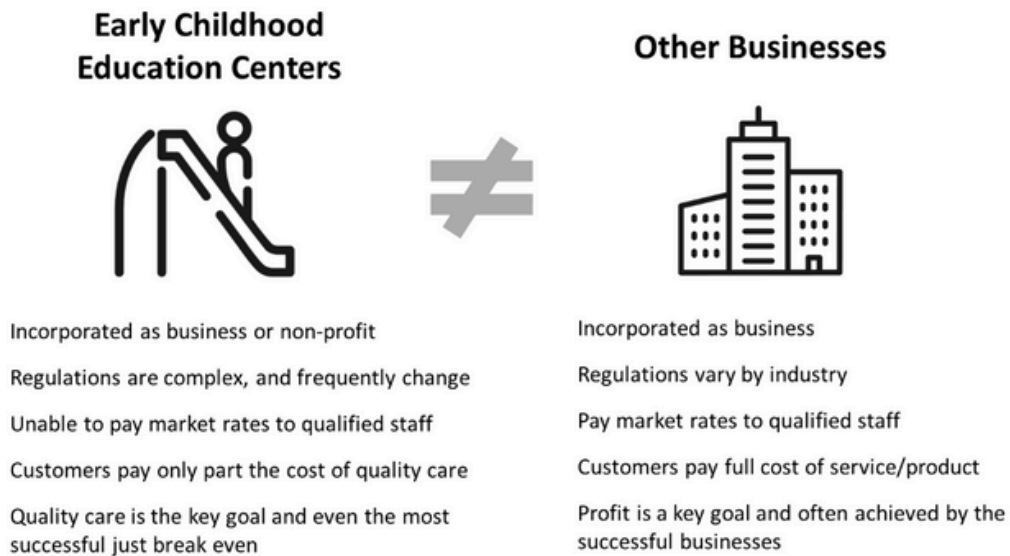 Early Childhood
Education Centers
Incorporated as business or non-profit
Regulations are complex, and frequently change
Unable to pay market rates to qualified staff
Customers pay only part the cost of quality care
Quality care is the key goal and even the most
successful just break even
≠
Other Businesses
Incorporated as business
Regulations vary by industry
Pay market rates to qualified staff
Customers pay full cost of service/product
Profit is a key goal and often achieved by the
successful businesses